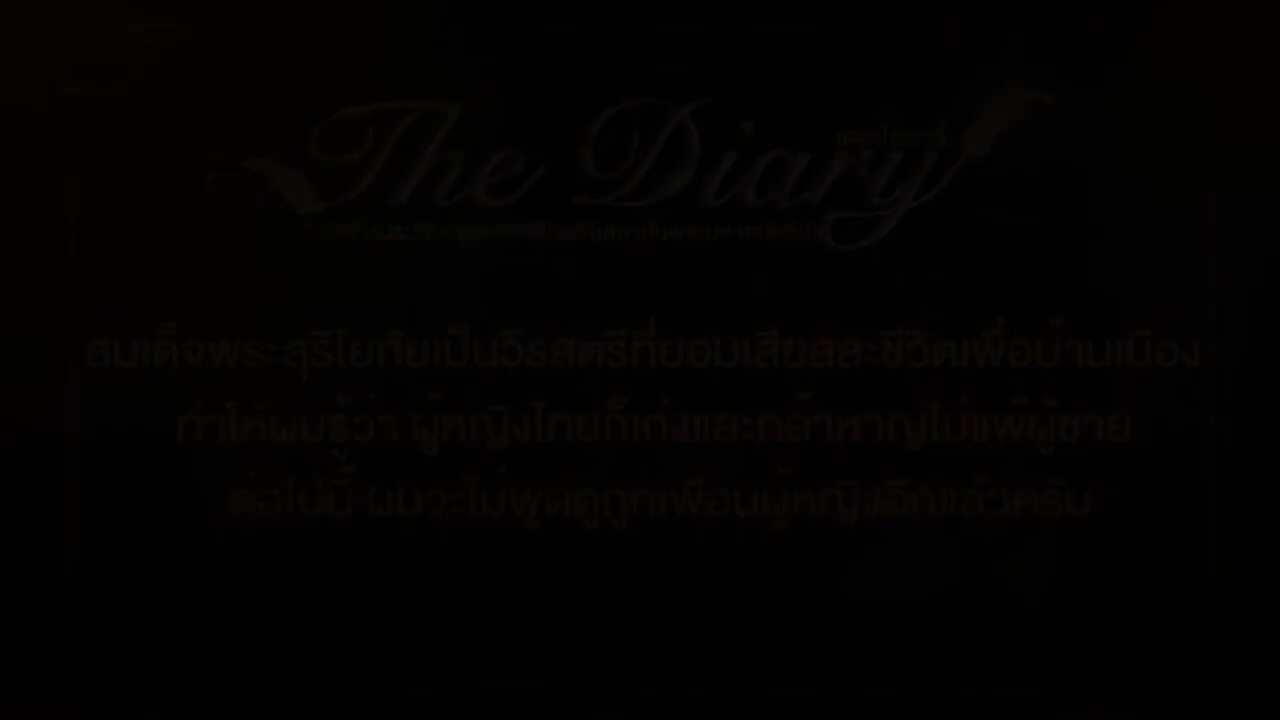 The Diary
สมเด็จพระสุริโยทัยเป็นวีรสตรีที่ยอมเสียสละชีวิตเพื่อบ้านเมือง
ทำให้ผมรู้ว่า ผู้หญิงไทยก็เก่งและกล้าหาญไม่แพ้ผู้ชาย
ต่อไปนี้ ผมจะไม่พูดดูถูกเพื่อนผู้หญิงอีกแล้วครับ